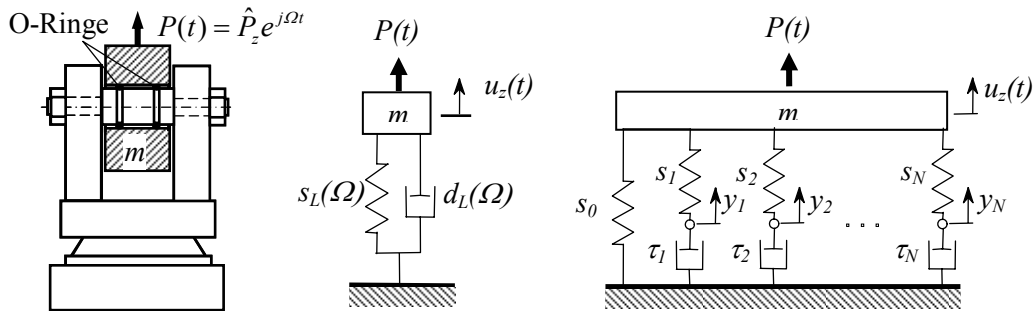 O-Ringe
P(t) = P̂_z e^{jΩt}
m
P(t)
u_z(t)
m
s_L(Ω)
d_L(Ω)
P(t)
u_z(t)
m
s_0
s_1
s_2
s_N
y_1
y_2
. . .
y_N
τ_1
τ_2
τ_N